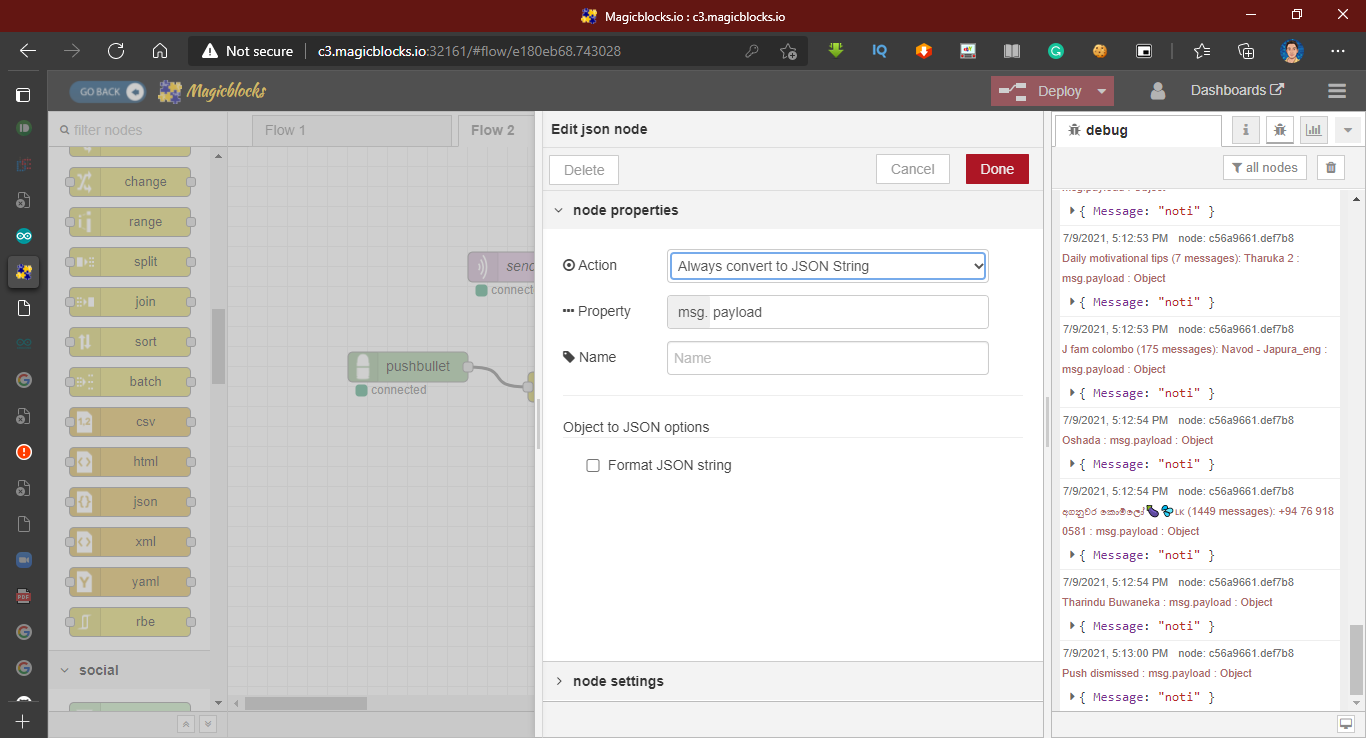 Magicblocks.io : c3.magicblocks.io
Not secure
c3.magicblocks.io:32161/#flow/e180eb68.743028
IQ
GO BACK
Magicblocks
Deploy
Dashboards
filter nodes
change
range
split
join
sort
batch
csv
html
json
xml
yaml
rbe
social
Flow 1
Flow 2
connect
pushbullet
connected
Edit json node
Delete
Cancel
Done
node properties
Action
Always convert to JSON String
Property
msg. payload
Name
Name
Object to JSON options
Format JSON string
node settings
debug
all nodes
msg.payload : Object
{ Message: "noti" }
7/9/2021, 5:12:53 PM node: c56a9661.def7b8
Daily motivational tips (7 messages): Tharuka 2 :
msg.payload : Object
{ Message: "noti" }
7/9/2021, 5:12:53 PM node: c56a9661.def7b8
J fam colombo (175 messages): Navod - Japura_eng :
msg.payload : Object
{ Message: "noti" }
7/9/2021, 5:12:54 PM node: c56a9661.def7b8
Oshada : msg.payload : Object
{ Message: "noti" }
7/9/2021, 5:12:54 PM node: c56a9661.def7b8
අගනුවර කොම්ලෝ🍆💦🇱🇰 (1449 messages): +94 76 918
0581 : msg.payload : Object
{ Message: "noti" }
7/9/2021, 5:12:54 PM node: c56a9661.def7b8
Tharindu Buwaneka : msg.payload : Object
{ Message: "noti" }
7/9/2021, 5:13:00 PM node: c56a9661.def7b8
Push dismissed : msg.payload : Object
{ Message: "noti" }